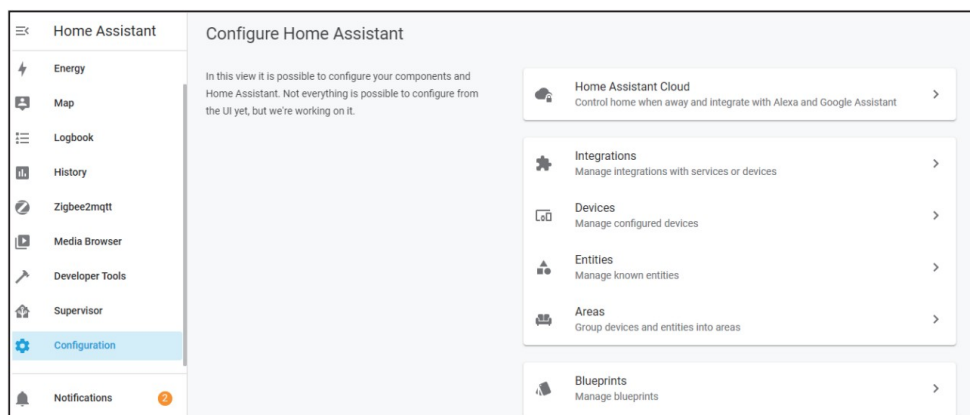 Home Assistant
Energy
Map
Logbook
History
Zigbee2mqtt
Media Browser
Developer Tools
Supervisor
Configuration
Notifications
2
Configure Home Assistant
In this view it is possible to configure your components and
Home Assistant. Not everything is possible to configure from
the UI yet, but we're working on it.
Home Assistant Cloud
Control home when away and integrate with Alexa and Google Assistant
Integrations
Manage integrations with services or devices
Devices
Manage configured devices
Entities
Manage known entities
Areas
Group devices and entities into areas
Blueprints
Manage blueprints